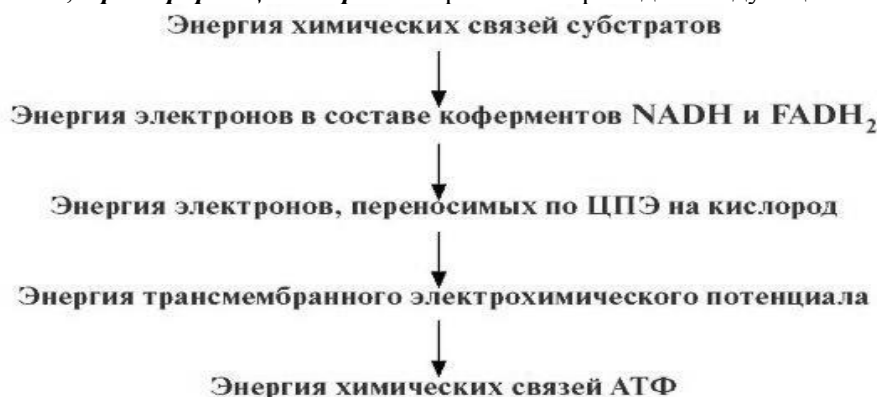 Энергия химических связей субстратов
Энергия электронов в составе коферментов NADH и FADH₂
Энергия электронов, переносимых по ЦПЭ на кислород
Энергия трансмембранного электрохимического потенциала
Энергия химических связей АТФ